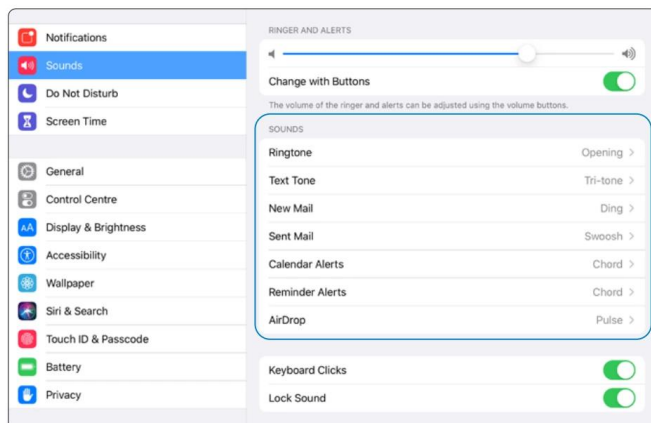 Notifications
Sounds
Do Not Disturb
Screen Time
General
Control Centre
AA Display & Brightness
Accessibility
Wallpaper
Siri & Search
Touch ID & Passcode
Battery
Privacy
RINGER AND ALERTS
Change with Buttons
The volume of the ringer and alerts can be adjusted using the volume buttons.
SOUNDS
Ringtone Opening >
Text Tone Tri-tone >
New Mail Ding >
Sent Mail Swoosh >
Calendar Alerts Chord >
Reminder Alerts Chord >
AirDrop Pulse >
Keyboard Clicks
Lock Sound